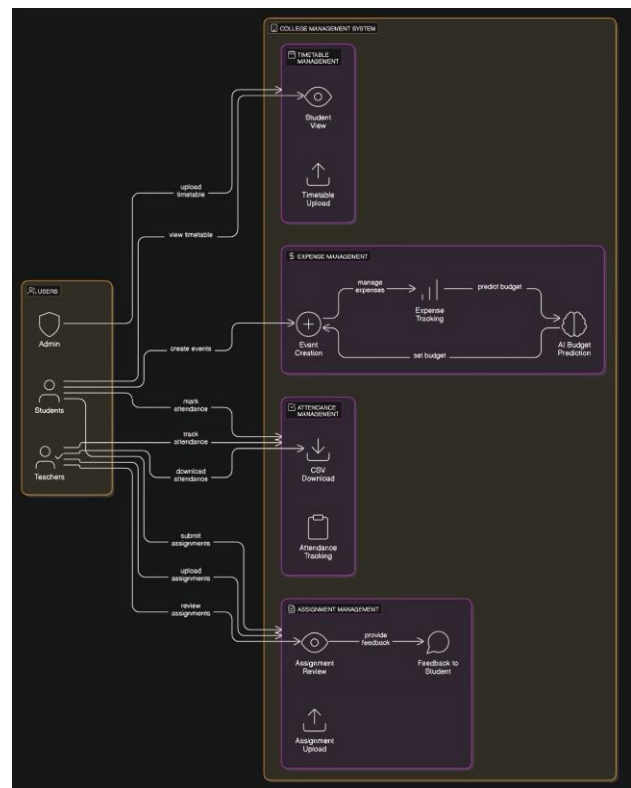 COLLEGE MANAGEMENT SYSTEM
TIMETABLE
MANAGEMENT
Student
View
upload
timetable
Timetable
Upload
view timetable
$ EXPENSE MANAGEMENT
manage
expenses
predict budget
Expense
Tracking
USERS
Admin
create events
Event
Creation
set budget
AI Budget
Prediction
Students
mark
attendance
ATTENDANCE
MANAGEMENT
track
attendance
Teachers
download
attendance
CSV
Download
submit
assignments
Attendance
Tracking
upload
assignments
review
assignments
ASSIGNMENT MANAGEMENT
provide
feedback
Assignment
Review
Feedback to
Student
Assignment
Upload